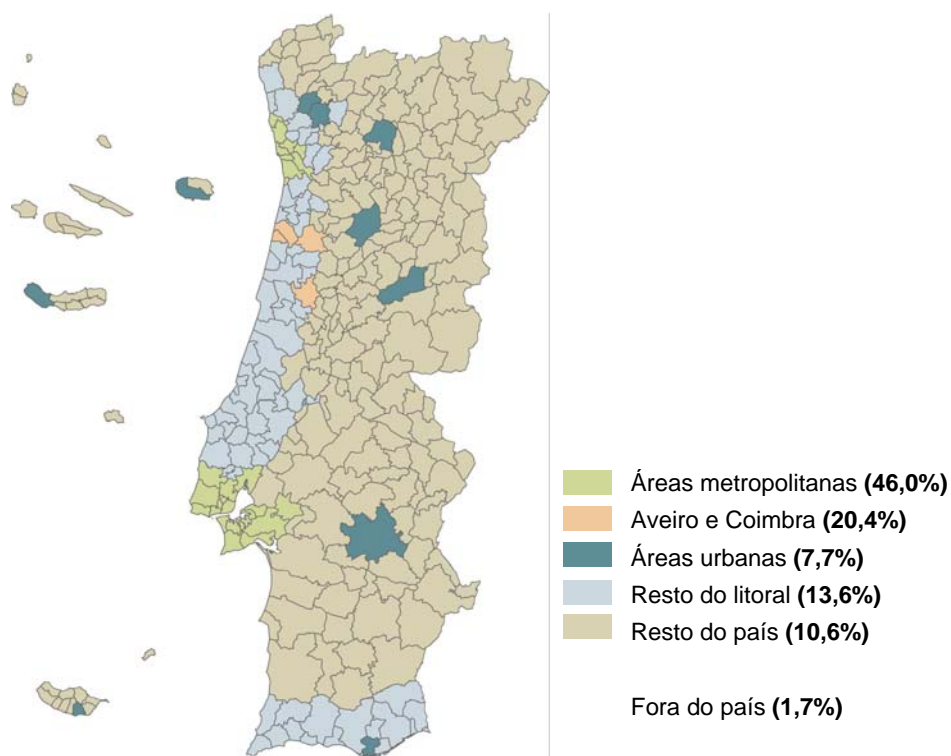 Áreas metropolitanas (46,0%)
Aveiro e Coimbra (20,4%)
Áreas urbanas (7,7%)
Resto do litoral (13,6%)
Resto do país (10,6%)
Fora do país (1,7%)